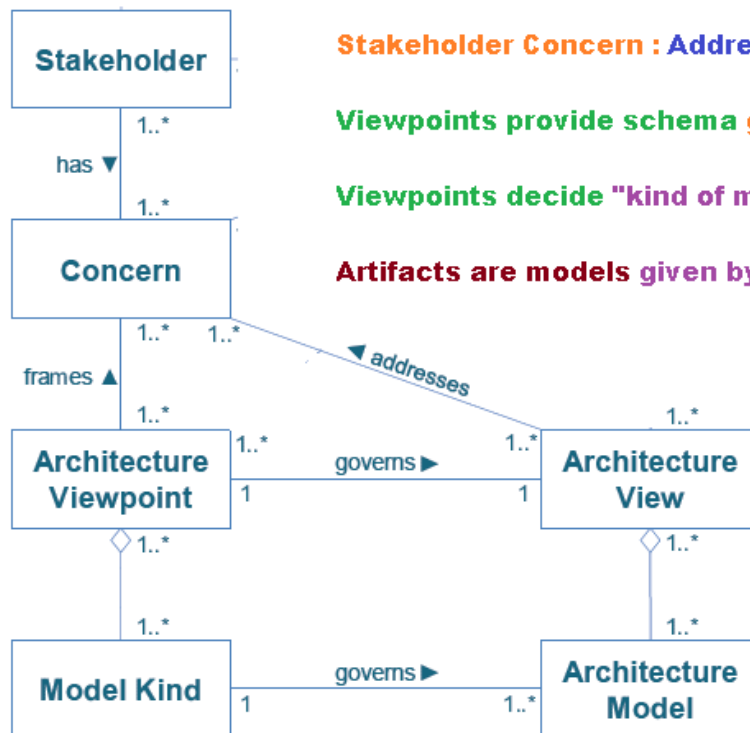 Stakeholder
Stakeholder Concern : Addre
1..*
Viewpoints provide schema g
has ▼
1..*
Viewpoints decide "kind of m
Concern
Artifacts are models given by
1..*
1..*
frames ▲
◄ addresses
1..*
1..*
1..*
1..*
Architecture
Viewpoint
governs ►
1
1
Architecture
View
1..*
1..*
1..*
1..*
Model Kind
governs ►
1
1..*
Architecture
Model